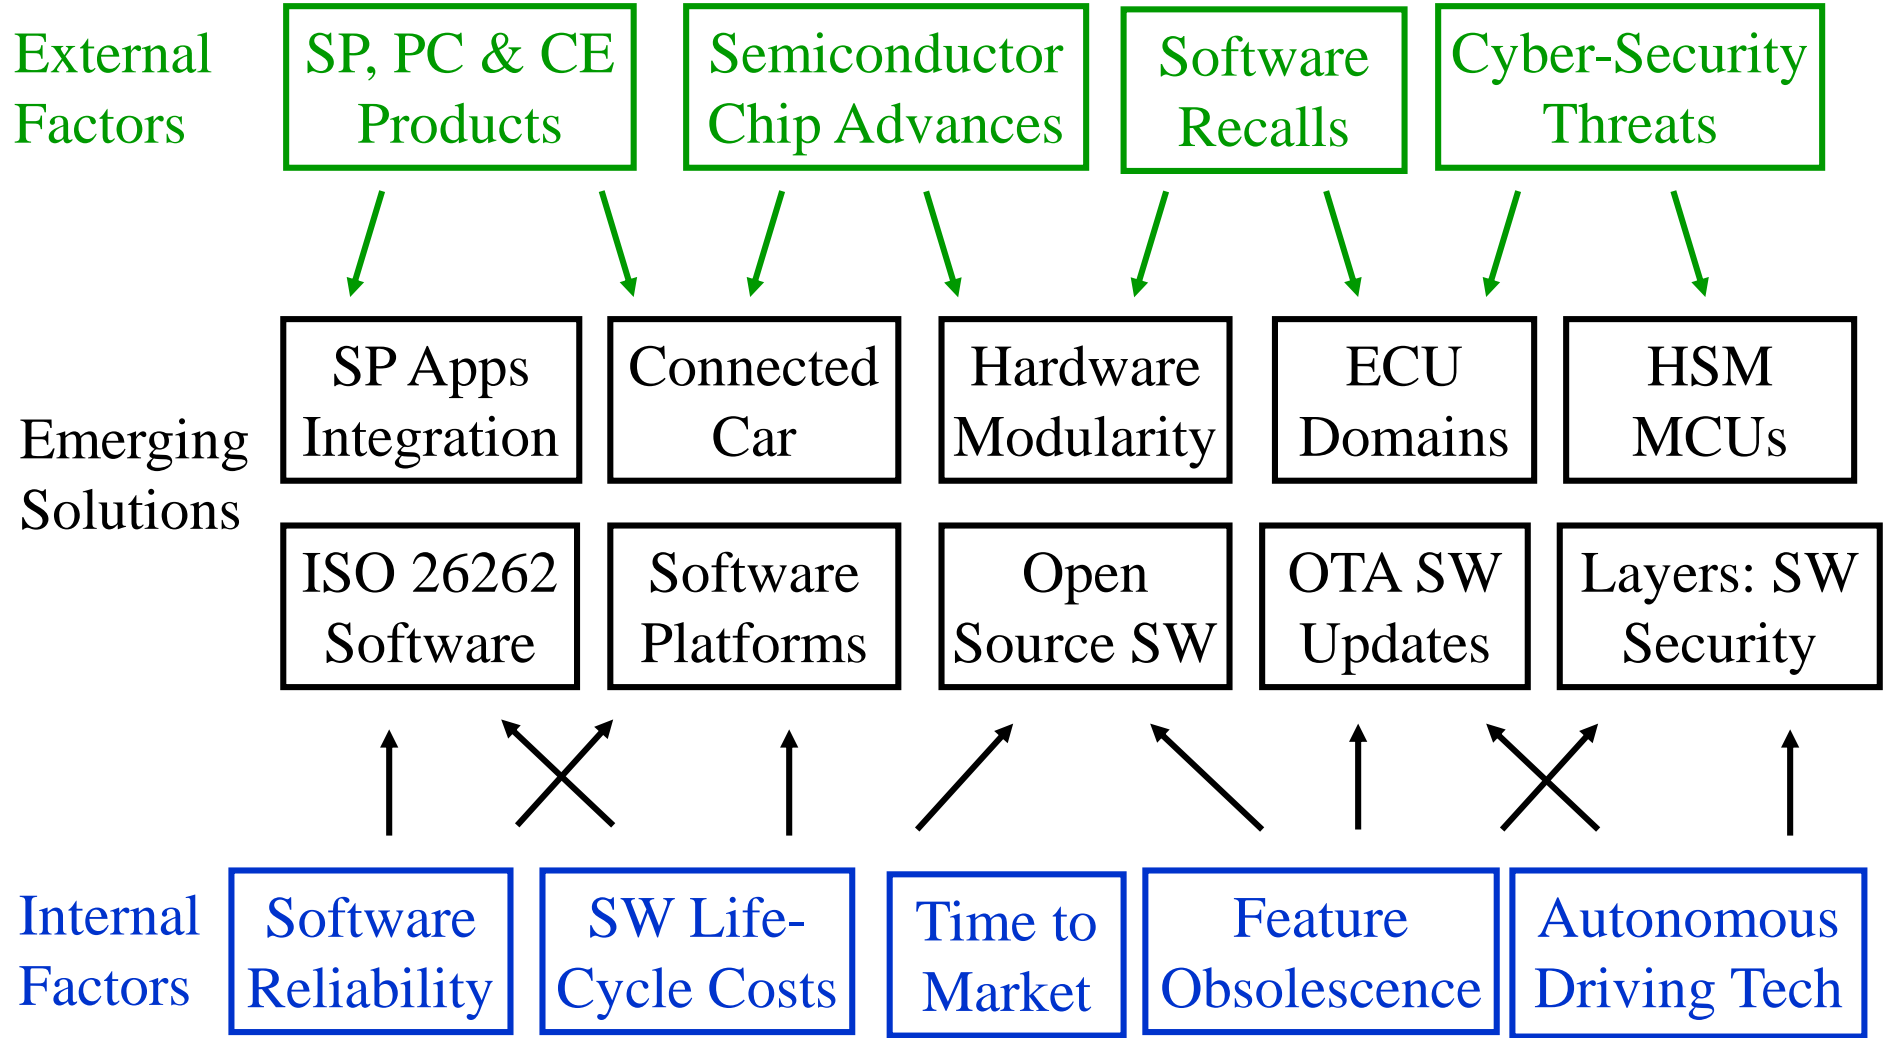 External
Factors
SP, PC & CE
Products
Semiconductor
Chip Advances
Software
Recalls
Cyber-Security
Threats
Emerging
Solutions
SP Apps
Integration
Connected
Car
Hardware
Modularity
ECU
Domains
HSM
MCUs
ISO 26262
Software
Software
Platforms
Open
Source SW
OTA SW
Updates
Layers: SW
Security
Internal
Factors
Software
Reliability
SW Life-
Cycle Costs
Time to
Market
Feature
Obsolescence
Autonomous
Driving Tech